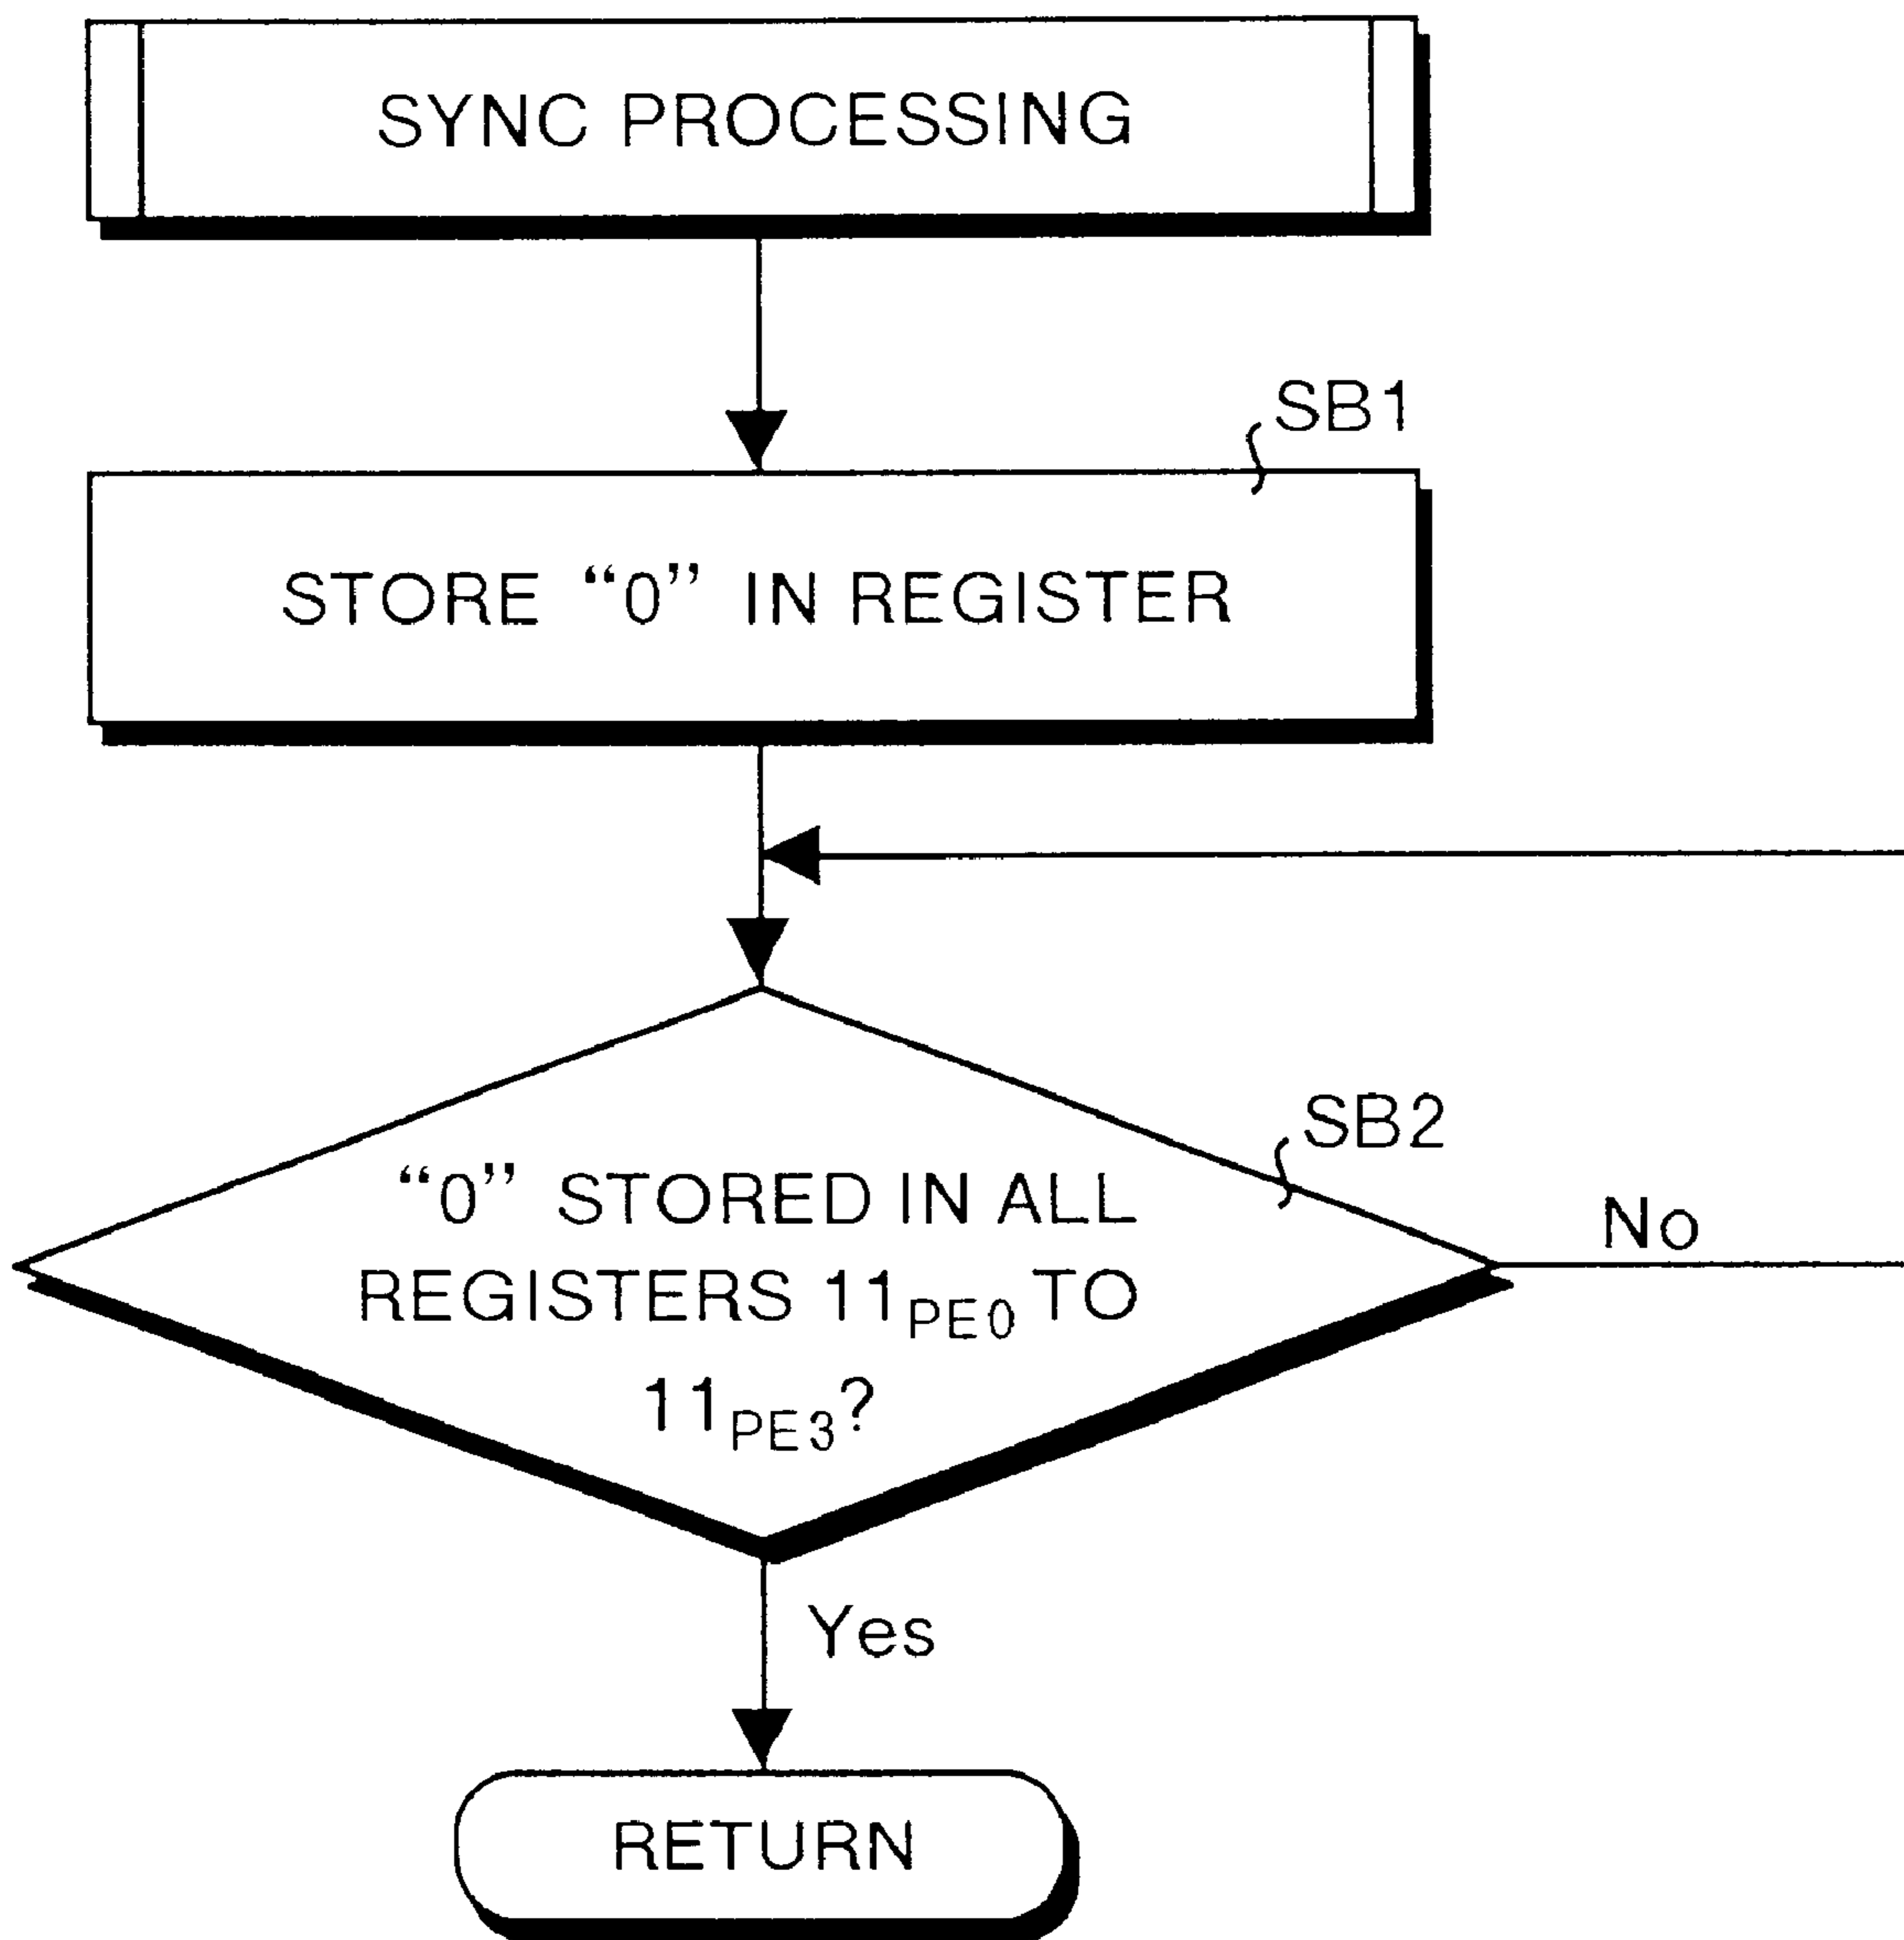 SYNC PROCESSING
SB1
STORE “0” IN REGISTER
SB2
“0” STORED IN ALL
REGISTERS 11PE0 TO
11PE3?
No
Yes
RETURN